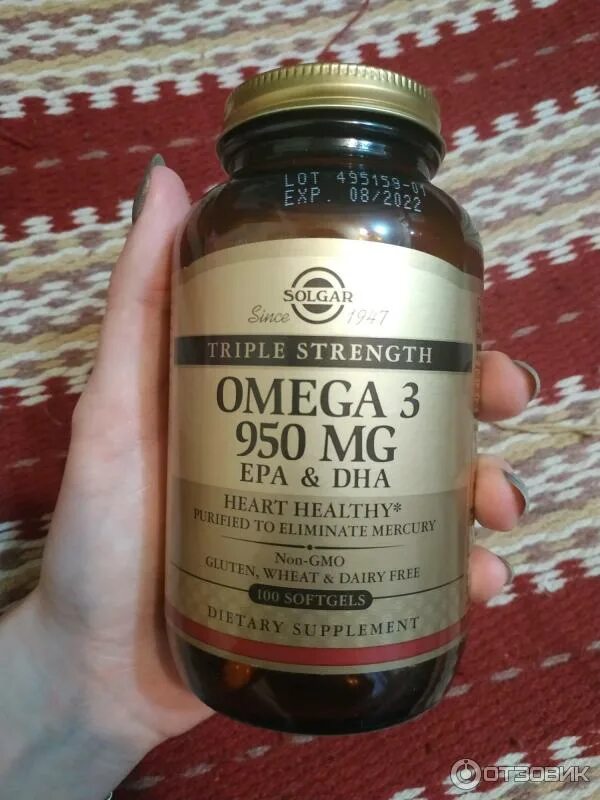 LOT 495159-01
EXP. 08/2022
SOLGAR
Since 1947
TRIPLE STRENGTH
OMEGA 3
950 MG
EPA & DHA
HEART HEALTHY*
PURIFIED TO ELIMINATE MERCURY
Non-GMO
GLUTEN, WHEAT & DAIRY FREE
100 SOFTGELS
DIETARY SUPPLEMENT
ОТЗОВИК